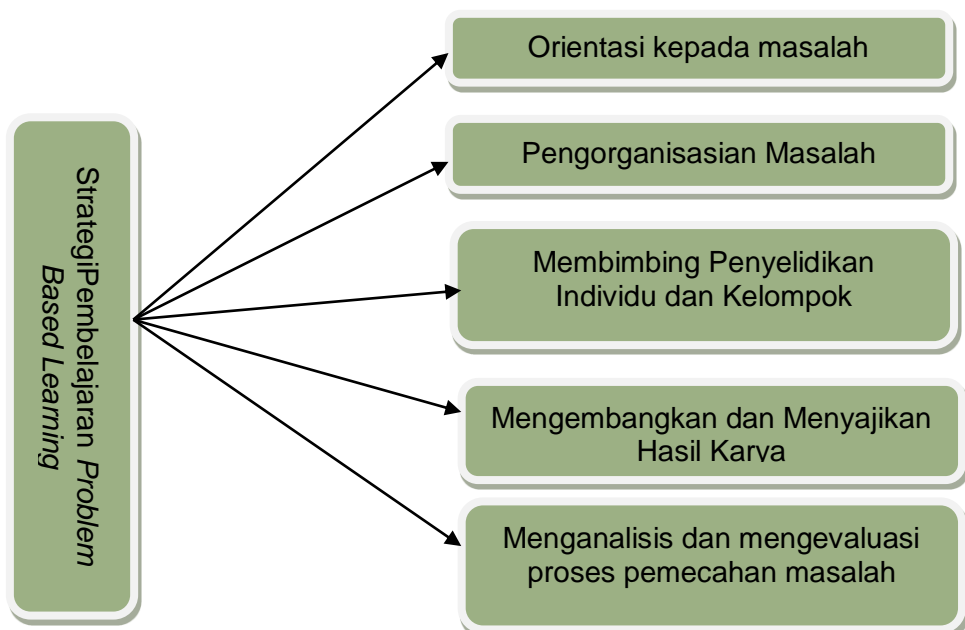 StrategiPembelajaran Problem
Based Learning
Orientasi kepada masalah
Pengorganisasian Masalah
Membimbing Penyelidikan
Individu dan Kelompok
Mengembangkan dan Menyajikan
Hasil Karya
Menganalisis dan mengevaluasi
proses pemecahan masalah